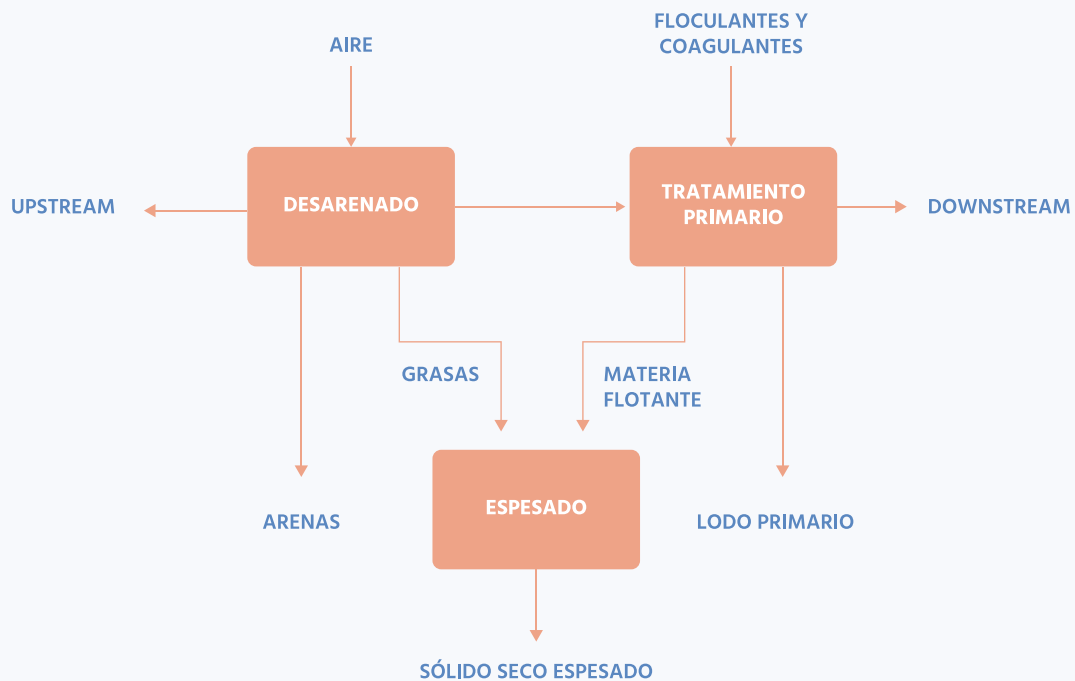 AIRE
FLOCULANTES Y
COAGULANTES
UPSTREAM
DESARENADO
TRATAMIENTO
PRIMARIO
DOWNSTREAM
GRASAS
MATERIA
FLOTANTE
ARENAS
ESPESADO
LODO PRIMARIO
SÓLIDO SECO ESPESADO